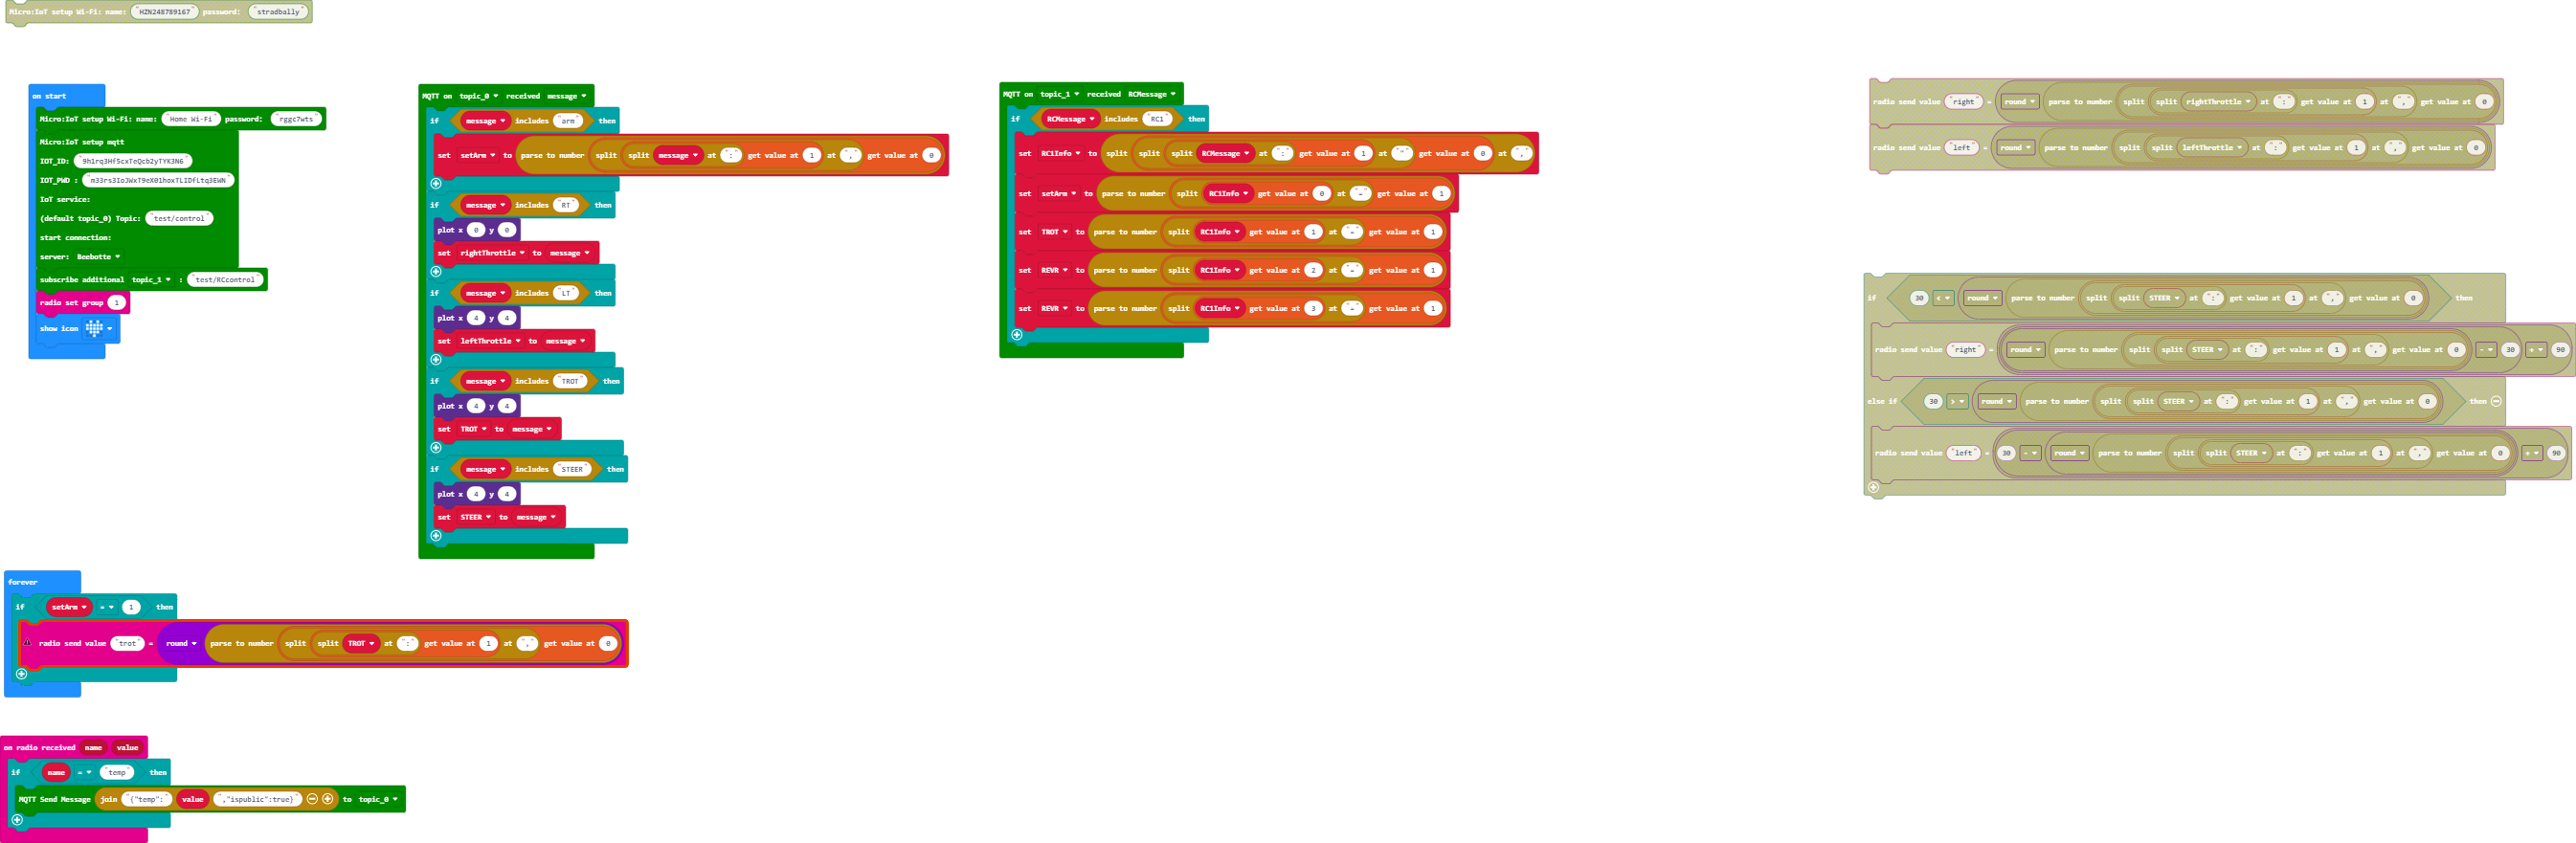 Micro:IoT setup Wi-Fi: name: "HZN248789167" password: "stradbally"
on start
Micro:IoT setup Wi-Fi: name: "Home Wi-Fi" password: "rggc7wts"
Micro:IoT setup mqtt
IOT_ID: "9h1rq3Hf5cxTeQcb2yTYK3N6"
IOT_PWD : "m33rs3IoJWxT9eX01hoxTLIDfLtq3EWN"
IoT service:
(default topic_0) Topic: "test/control"
start connection:
server: Beebotte
subscribe additional topic_1 : "test/RCcontrol"
radio set group 1
show icon
MQTT on topic_0 received message
if message includes "arm" then
set setArm to parse to number split split message at ":" get value at 1 at "," get value at 0
if message includes "RT" then
plot x 0 y 0
set rightThrottle to message
if message includes "LT" then
plot x 4 y 4
set leftThrottle to message
if message includes "TROT" then
plot x 4 y 4
set TROT to message
if message includes "STEER" then
plot x 4 y 4
set STEER to message
MQTT on topic_1 received RCMessage
if RCMessage includes "RC1" then
set RC1Info to split split split RCMessage at ":" get value at 1 at """ get value at 0 at ","
set setArm to parse to number split RC1Info get value at 0 at "=" get value at 1
set TROT to parse to number split RC1Info get value at 1 at "=" get value at 1
set REVR to parse to number split RC1Info get value at 2 at "=" get value at 1
set REVR to parse to number split RC1Info get value at 3 at "=" get value at 1
radio send value "right" = round parse to number split split rightThrottle at ":" get value at 1 at "," get value at 0
radio send value "left" = round parse to number split split leftThrottle at ":" get value at 1 at "," get value at 0
if 30 < round parse to number split split STEER at ":" get value at 1 at "," get value at 0 then
radio send value "right" = round parse to number split split STEER at ":" get value at 1 at "," get value at 0 - 30 + 90
else if 30 > round parse to number split split STEER at ":" get value at 1 at "," get value at 0 then
radio send value "left" = 30 - round parse to number split split STEER at ":" get value at 1 at "," get value at 0 + 90
forever
if setArm = 1 then
radio send value "trot" = round parse to number split split TROT at ":" get value at 1 at "," get value at 0
on radio received name value
if name = "temp" then
MQTT Send Message join "{"temp":" value ","ispublic":true}" to topic_0